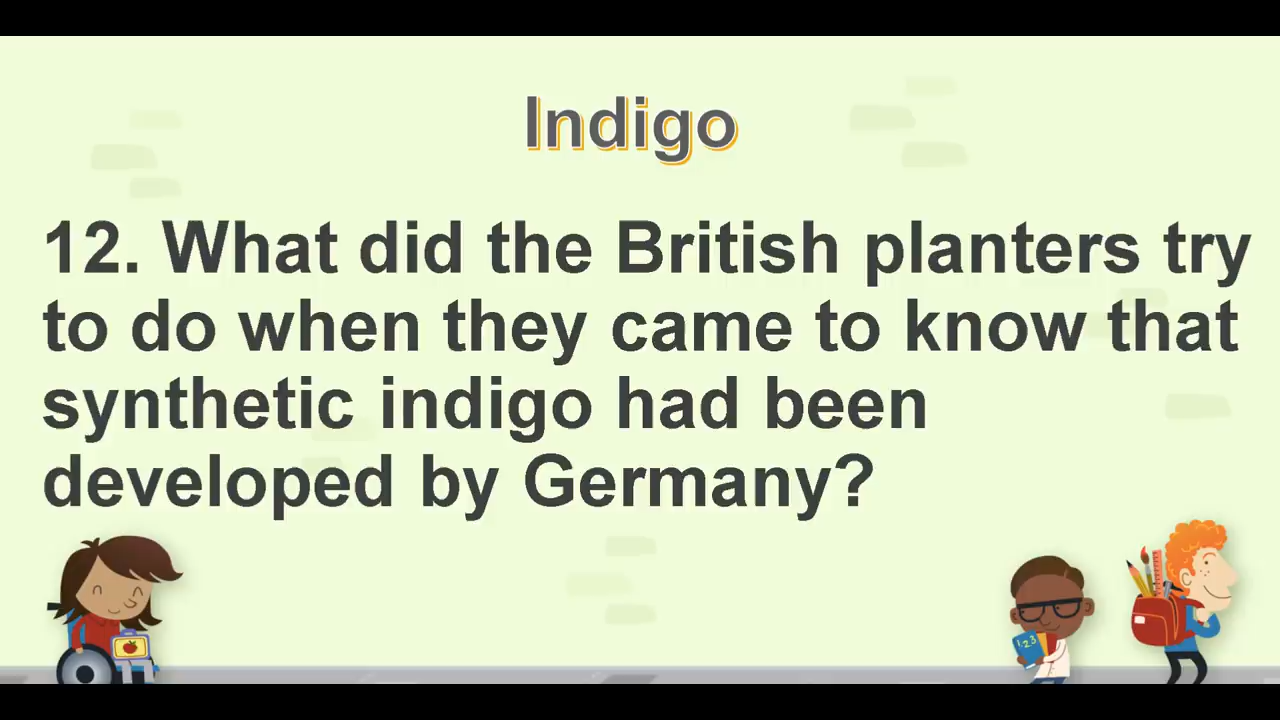 Indigo
12. What did the British planters try
to do when they came to know that
synthetic indigo had been
developed by Germany?
123